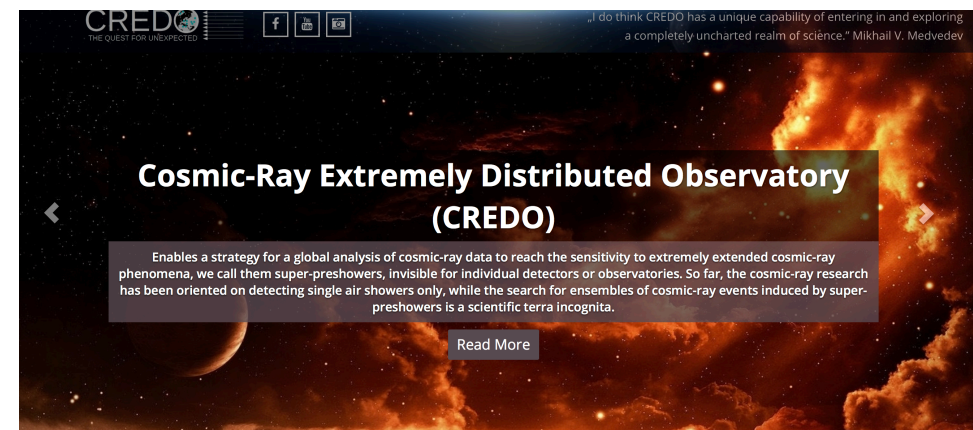 CREDO
THE QUEST FOR UNEXPECTED
f
You
Tube
„I do think CREDO has a unique capability of entering in and exploring
a completely uncharted realm of science.” Mikhail V. Medvedev
Cosmic-Ray Extremely Distributed Observatory
(CREDO)
Enables a strategy for a global analysis of cosmic-ray data to reach the sensitivity to extremely extended cosmic-ray
phenomena, we call them super-preshowers, invisible for individual detectors or observatories. So far, the cosmic-ray research
has been oriented on detecting single air showers only, while the search for ensembles of cosmic-ray events induced by super-
preshowers is a scientific terra incognita.
Read More